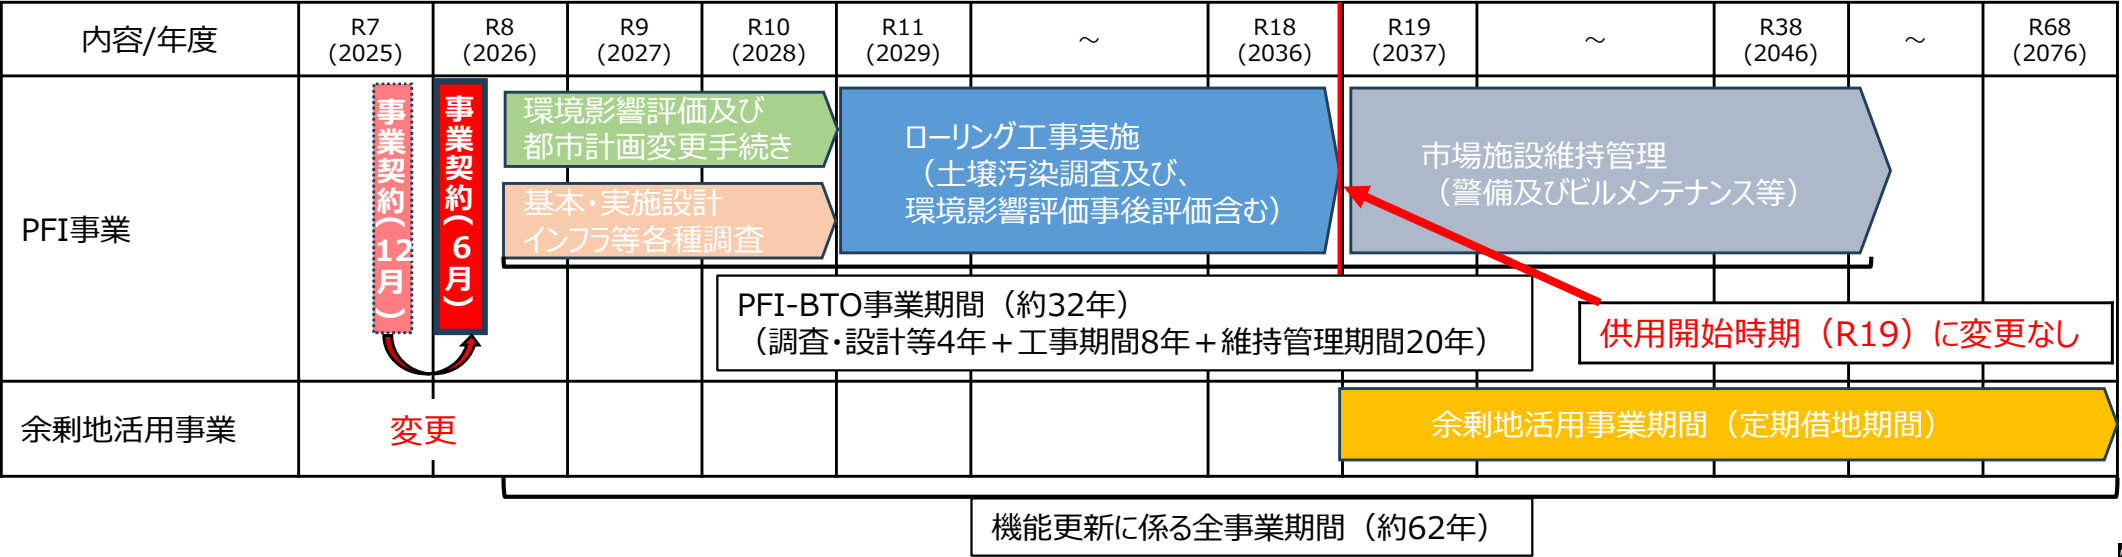 内容/年度
R7
(2025)
R8
(2026)
R9
(2027)
R10
(2028)
R11
(2029)
～
R18
(2036)
R19
(2037)
～
R38
(2046)
～
R68
(2076)
PFI事業
事業契約(12月)
事業契約(6月)
環境影響評価及び
都市計画変更手続き
基本・実施設計
インフラ等各種調査
ローリング工事実施
（土壌汚染調査及び、
環境影響評価事後評価含む）
市場施設維持管理
（警備及びビルメンテナンス等）
PFI-BTO事業期間（約32年）
（調査・設計等4年＋工事期間8年＋維持管理期間20年）
供用開始時期（R19）に変更なし
余剰地活用事業
変更
余剰地活用事業期間（定期借地期間）
機能更新に係る全事業期間（約62年）